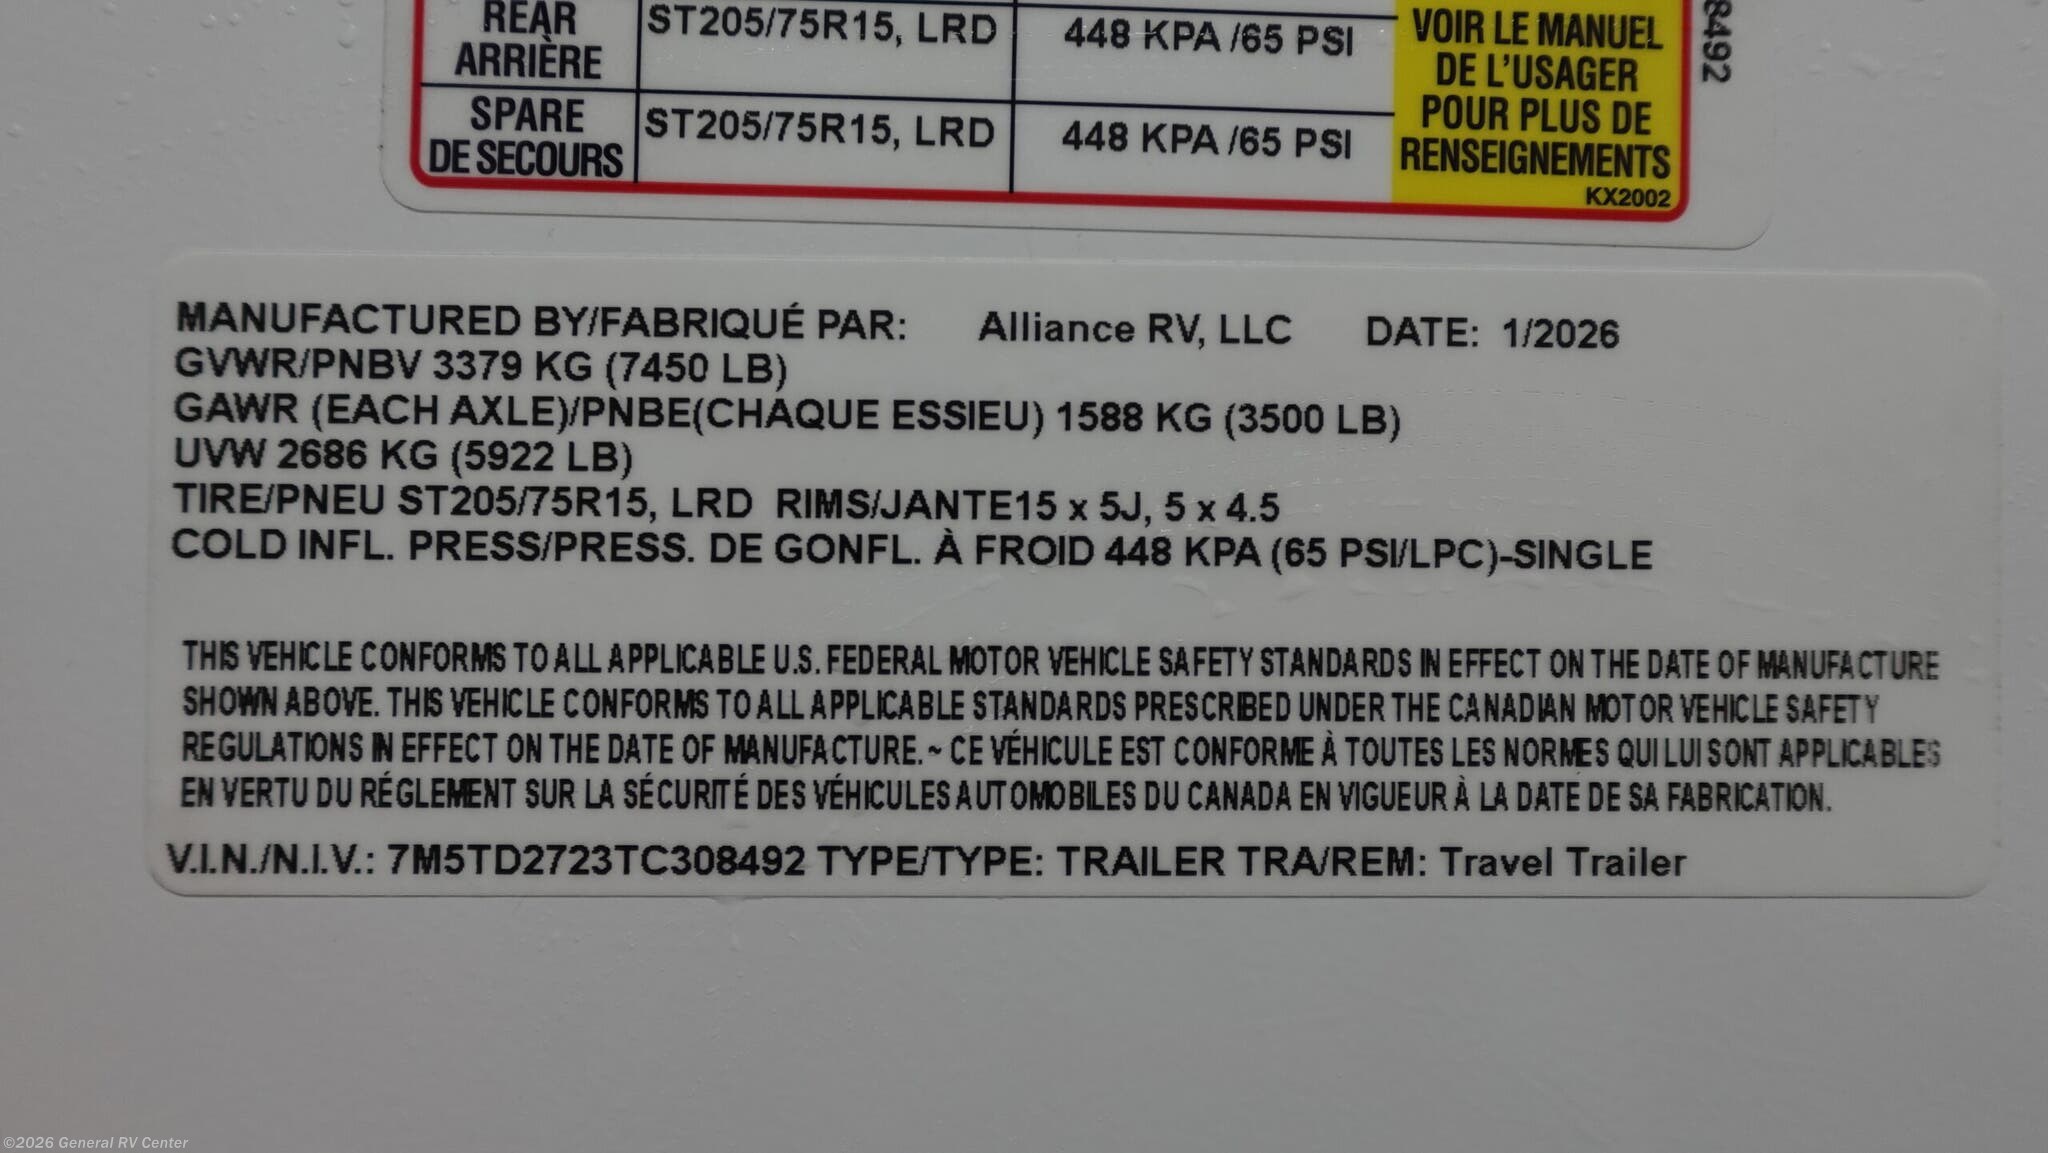 REAR
ARRIÈRE
ST205/75R15, LRD
448 KPA /65 PSI
SPARE
DE SECOURS
ST205/75R15, LRD
448 KPA /65 PSI
VOIR LE MANUEL
DE L'USAGER
POUR PLUS DE
RENSEIGNEMENTS
KX2002
8492
MANUFACTURED BY/FABRIQUÉ PAR: Alliance RV, LLC DATE: 1/2026
GVWR/PNBV 3379 KG (7450 LB)
GAWR (EACH AXLE)/PNBE(CHAQUE ESSIEU) 1588 KG (3500 LB)
UVW 2686 KG (5922 LB)
TIRE/PNEU ST205/75R15, LRD RIMS/JANTE15 x 5J, 5 x 4.5
COLD INFL. PRESS/PRESS. DE GONFL. À FROID 448 KPA (65 PSI/LPC)-SINGLE
THIS VEHICLE CONFORMS TO ALL APPLICABLE U.S. FEDERAL MOTOR VEHICLE SAFETY STANDARDS IN EFFECT ON THE DATE OF MANUFACTURE
SHOWN ABOVE. THIS VEHICLE CONFORMS TO ALL APPLICABLE STANDARDS PRESCRIBED UNDER THE CANADIAN MOTOR VEHICLE SAFETY
REGULATIONS IN EFFECT ON THE DATE OF MANUFACTURE. ~ CE VÉHICULE EST CONFORME À TOUTES LES NORMES QUI LUI SONT APPLICABLES
EN VERTU DU RÉGLEMENT SUR LA SÉCURITÉ DES VÉHICULES AUTOMOBILES DU CANADA EN VIGUEUR À LA DATE DE SA FABRICATION.
V.I.N./N.I.V.: 7M5TD2723TC308492 TYPE/TYPE: TRAILER TRA/REM: Travel Trailer
©2026 General RV Center